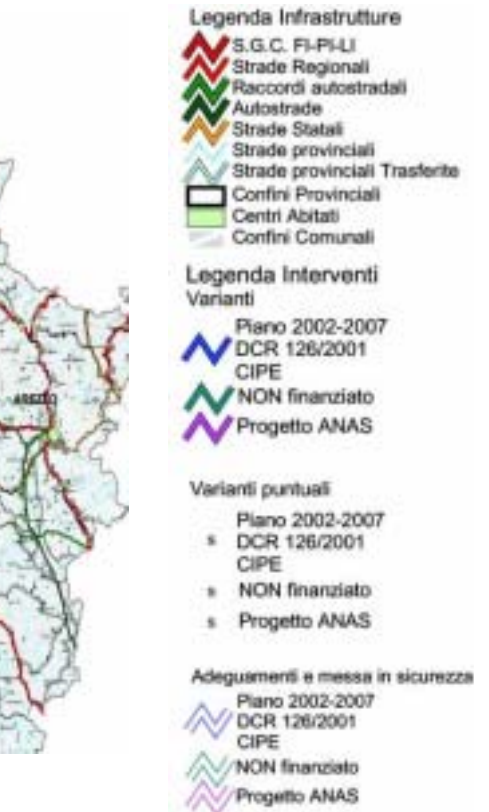 Legenda Infrastrutture
S.G.C. FI-PI-LI
Strade Regionali
Raccordi autostradali
Autostrade
Strade Statali
Strade provinciali
Strade provinciali Trasferite
Confini Provinciali
Centri Abitati
Confini Comunali
Legenda Interventi
Varianti
Piano 2002-2007
DCR 126/2001
CIPE
NON finanziato
Progetto ANAS
Varianti puntuali
Piano 2002-2007
s DCR 126/2001
CIPE
s NON finanziato
s Progetto ANAS
Adeguamenti e messa in sicurezza
Piano 2002-2007
DCR 126/2001
CIPE
NON finanziato
Progetto ANAS
AREZZO